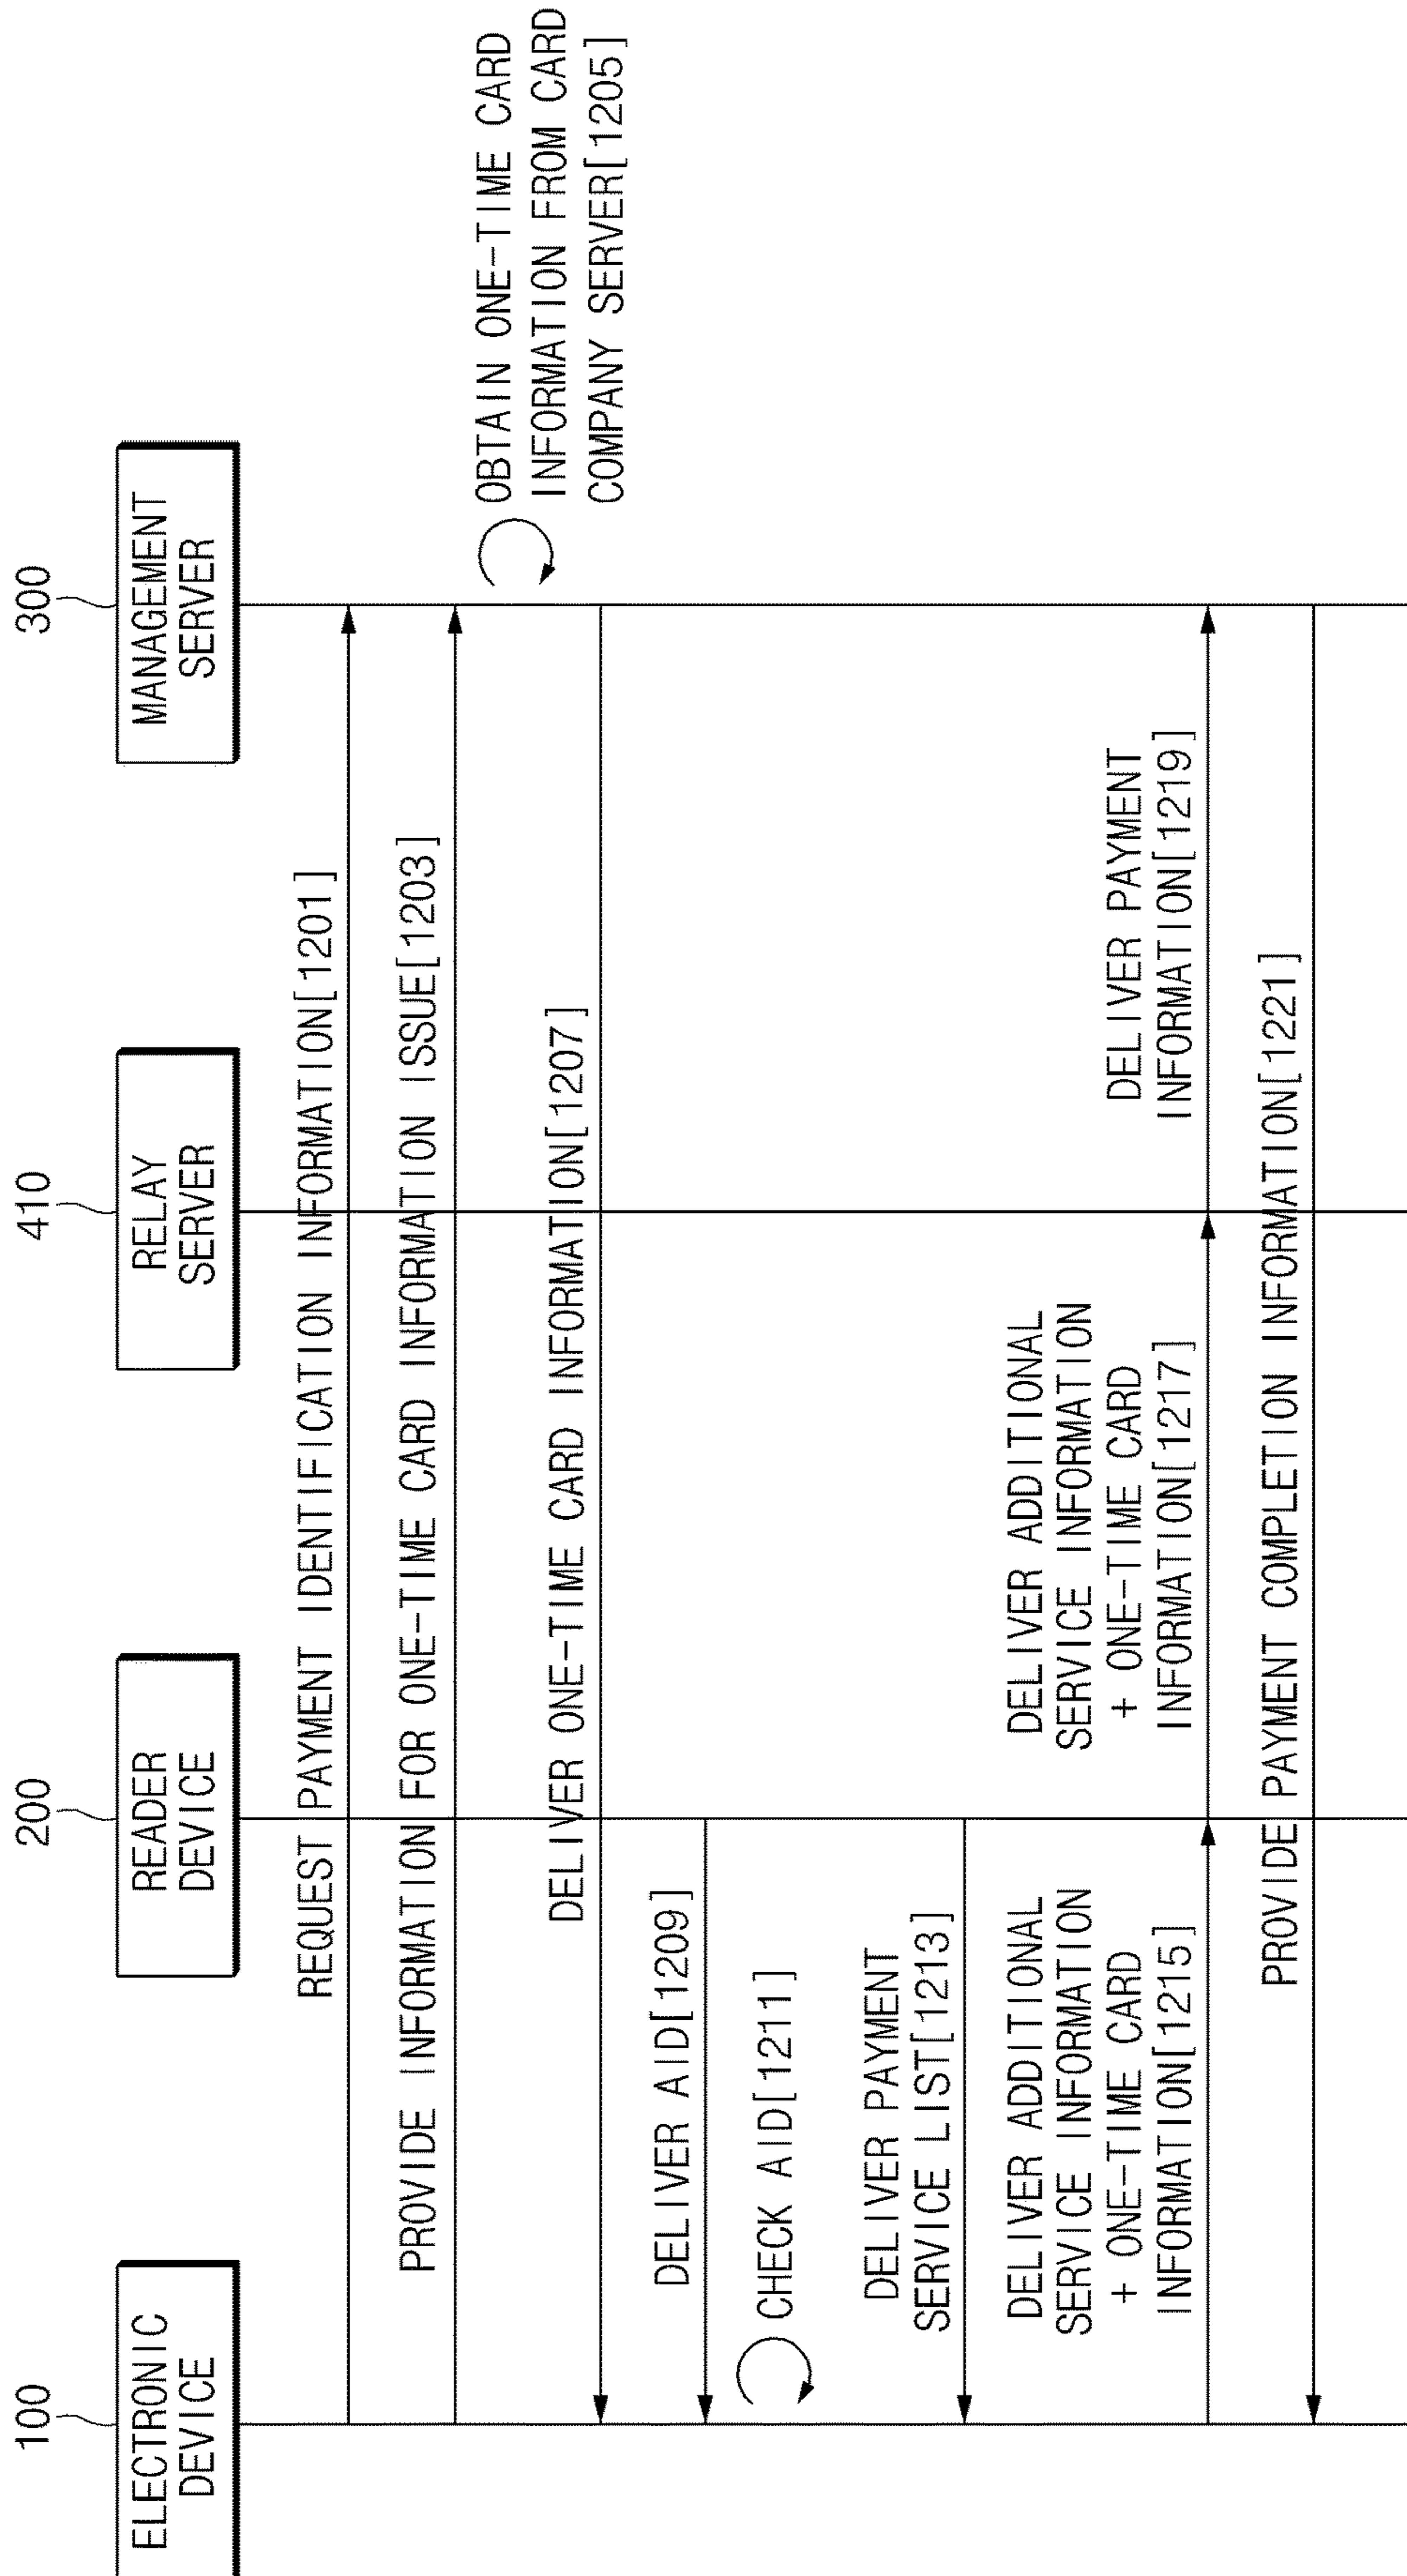 100
200
410
300
ELECTRONIC
DEVICE
READER
DEVICE
RELAY
SERVER
MANAGEMENT
SERVER
REQUEST PAYMENT IDENTIFICATION INFORMATION[1201]
PROVIDE INFORMATION FOR ONE-TIME CARD INFORMATION ISSUE[1203]
OBTAIN ONE-TIME CARD
INFORMATION FROM CARD
COMPANY SERVER[1205]
DELIVER ONE-TIME CARD INFORMATION[1207]
DELIVER AID[1209]
CHECK AID[1211]
DELIVER PAYMENT
SERVICE LIST[1213]
DELIVER ADDITIONAL
SERVICE INFORMATION
+ ONE-TIME CARD
INFORMATION[1215]
DELIVER ADDITIONAL
SERVICE INFORMATION
+ ONE-TIME CARD
INFORMATION[1217]
DELIVER PAYMENT
INFORMATION[1219]
PROVIDE PAYMENT COMPLETION INFORMATION[1221]